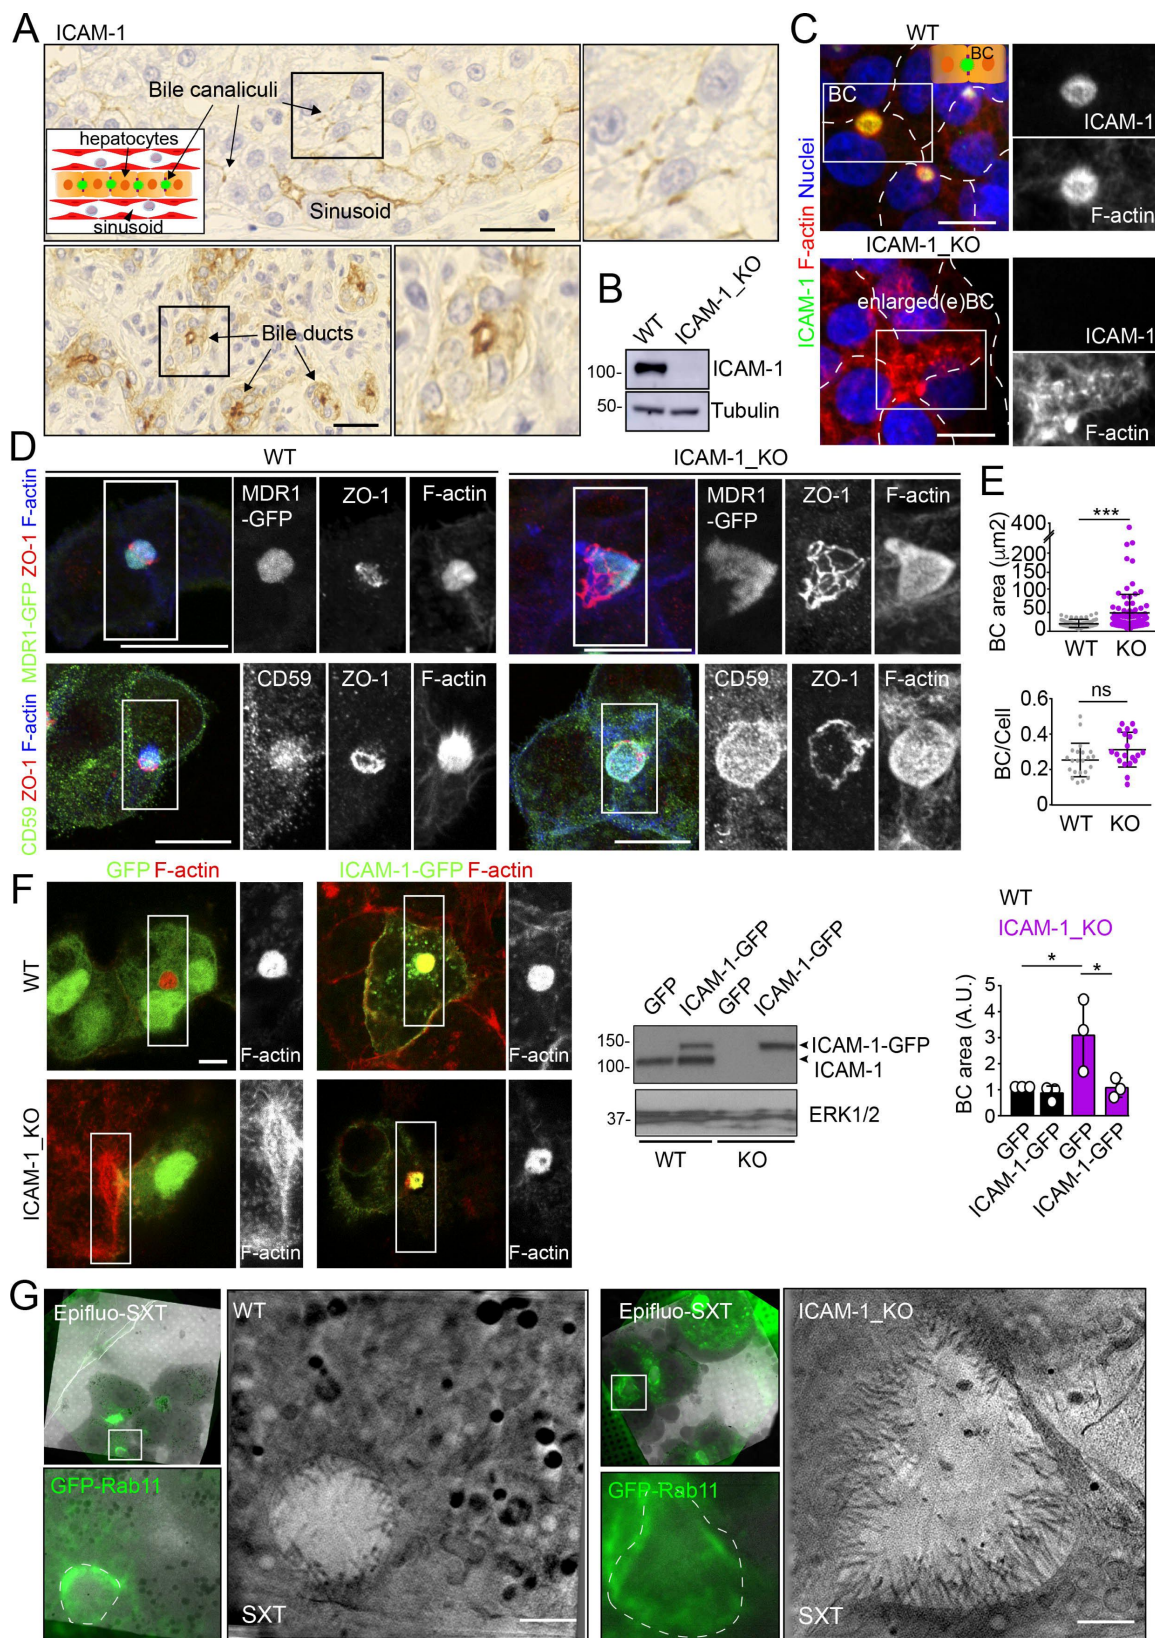 A
ICAM-1
Bile canaliculi
hepatocytes
sinusoid
Sinusoid
Bile ducts
B
WT
ICAM-1_KO
100-
ICAM-1
50-
Tubulin
C
WT
ICAM-1 F-actin Nuclei
BC
BC
ICAM-1
F-actin
ICAM-1_KO
enlarged(e)BC
ICAM-1
F-actin
D
WT
ICAM-1_KO
MDR1-GFP ZO-1 F-actin
MDR1
-GFP
ZO-1
F-actin
MDR1
-GFP
ZO-1
F-actin
CD59 ZO-1 F-actin
CD59
ZO-1
F-actin
CD59
ZO-1
F-actin
E
BC area (μm2)
400
200
150
100
50
0
***
WT
KO
BC/Cell
0.6
0.4
0.2
0
ns
WT
KO
F
GFP F-actin
ICAM-1-GFP F-actin
WT
F-actin
F-actin
ICAM-1_KO
F-actin
F-actin
GFP
ICAM-1-GFP
GFP
ICAM-1-GFP
150-
100-
ICAM-1-GFP
ICAM-1
37-
ERK1/2
WT
KO
WT
ICAM-1_KO
BC area (A.U.)
5
4
3
2
1
0
*
*
GFP
ICAM-1-GFP
GFP
ICAM-1-GFP
G
Epifluo-SXT
WT
GFP-Rab11
SXT
Epifluo-SXT
ICAM-1_KO
GFP-Rab11
SXT